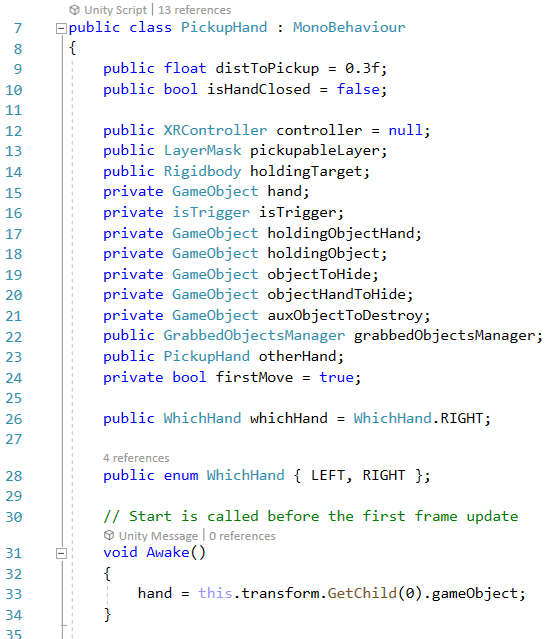 Unity Script | 13 references
7 public class PickupHand : MonoBehaviour
8 {
9 public float distToPickup = 0.3f;
10 public bool isHandClosed = false;
11
12 public XRController controller = null;
13 public LayerMask pickupableLayer;
14 public Rigidbody holdingTarget;
15 private GameObject hand;
16 private isTrigger isTrigger;
17 private GameObject holdingObjectHand;
18 private GameObject holdingObject;
19 private GameObject objectToHide;
20 private GameObject objectHandToHide;
21 private GameObject auxObjectToDestroy;
22 public GrabbedObjectsManager grabbedObjectsManager;
23 public PickupHand otherHand;
24 private bool firstMove = true;
25
26 public WhichHand whichHand = WhichHand.RIGHT;
27
4 references
28 public enum WhichHand { LEFT, RIGHT };
29
30 // Start is called before the first frame update
Unity Message | 0 references
31 void Awake()
32 {
33 hand = this.transform.GetChild(0).gameObject;
34 }
35